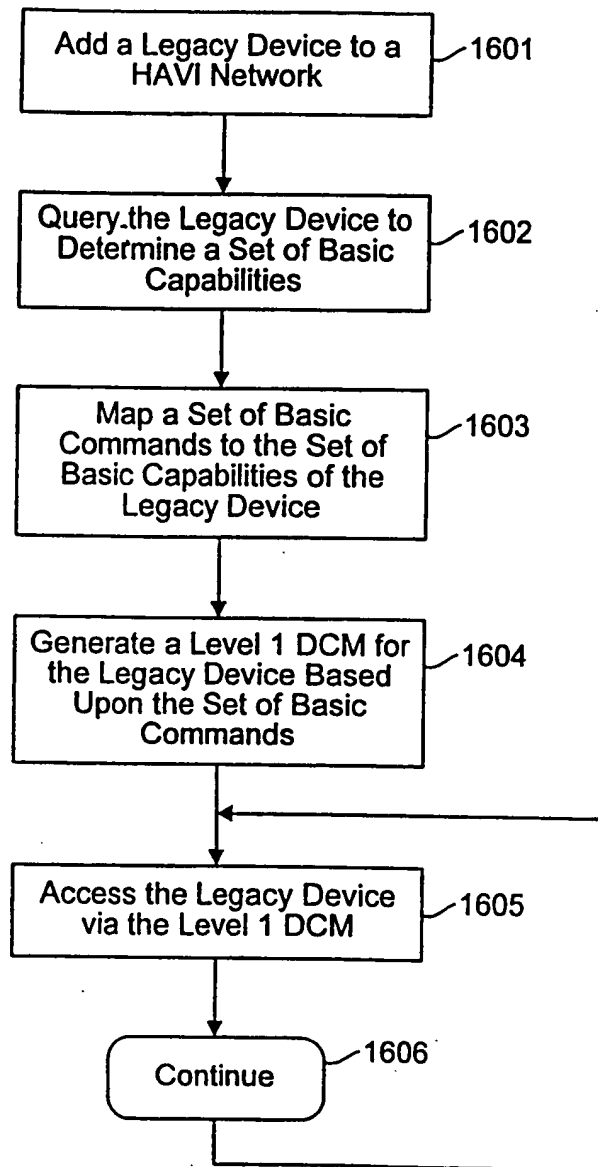 Add a Legacy Device to a
HAVI Network
1601
Query the Legacy Device to
Determine a Set of Basic
Capabilities
1602
Map a Set of Basic
Commands to the Set of
Basic Capabilities of the
Legacy Device
1603
Generate a Level 1 DCM for
the Legacy Device Based
Upon the Set of Basic
Commands
1604
Access the Legacy Device
via the Level 1 DCM
1605
Continue
1606